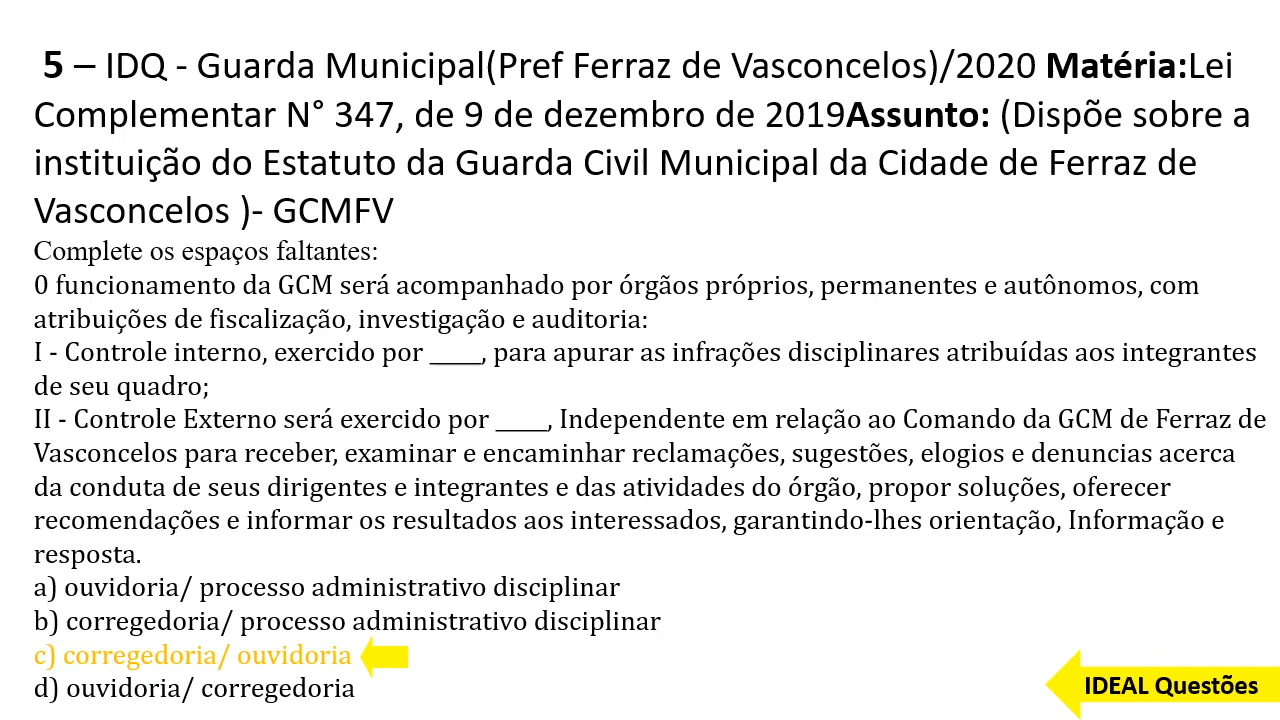 5 – IDQ - Guarda Municipal(Pref Ferraz de Vasconcelos)/2020 Matéria:Lei
Complementar N° 347, de 9 de dezembro de 2019Assunto: (Dispõe sobre a
instituição do Estatuto da Guarda Civil Municipal da Cidade de Ferraz de
Vasconcelos )- GCMFV
Complete os espaços faltantes:
0 funcionamento da GCM será acompanhado por órgãos próprios, permanentes e autônomos, com
atribuições de fiscalização, investigação e auditoria:
I - Controle interno, exercido por _____, para apurar as infrações disciplinares atribuídas aos integrantes
de seu quadro;
II - Controle Externo será exercido por _____, Independente em relação ao Comando da GCM de Ferraz de
Vasconcelos para receber, examinar e encaminhar reclamações, sugestões, elogios e denuncias acerca
da conduta de seus dirigentes e integrantes e das atividades do órgão, propor soluções, oferecer
recomendações e informar os resultados aos interessados, garantindo-lhes orientação, Informação e
resposta.
a) ouvidoria/ processo administrativo disciplinar
b) corregedoria/ processo administrativo disciplinar
c) corregedoria/ ouvidoria
d) ouvidoria/ corregedoria
IDEAL Questões